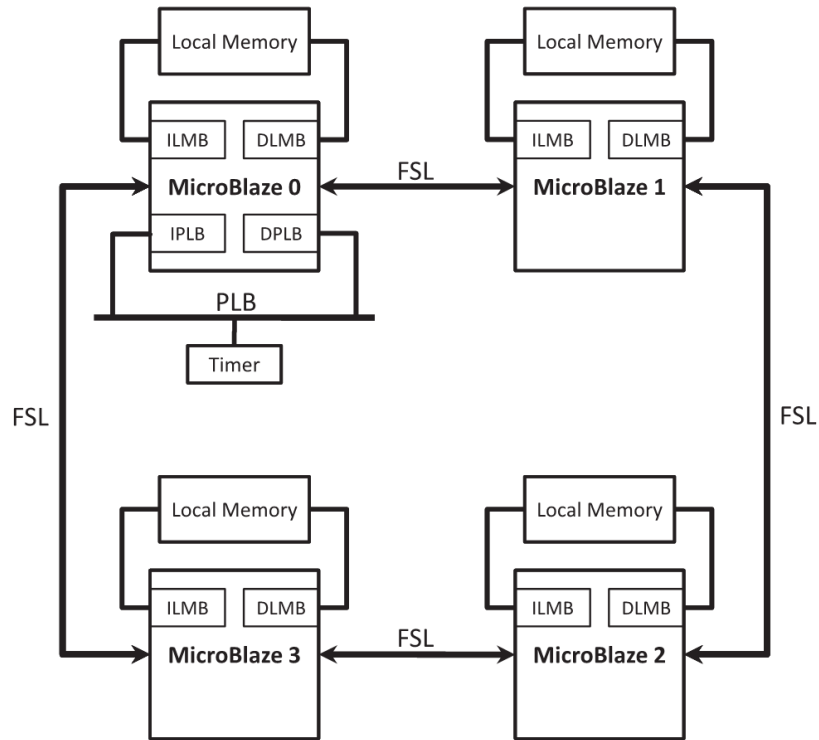 Local Memory
Local Memory
ILMB DLMB
ILMB DLMB
MicroBlaze 0
FSL
MicroBlaze 1
IPLB DPLB
PLB
Timer
FSL
FSL
Local Memory
Local Memory
ILMB DLMB
ILMB DLMB
MicroBlaze 3
FSL
MicroBlaze 2